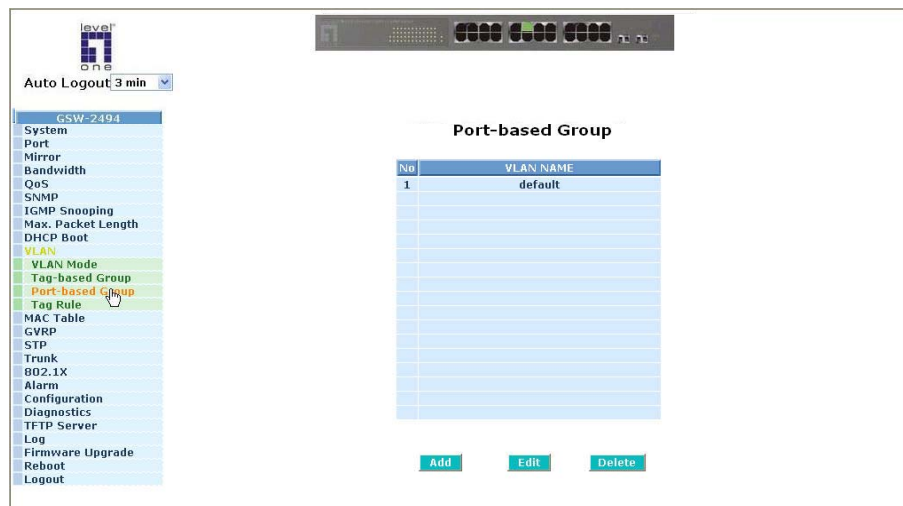 level
one
Auto Logout 3 min
GSW-2494
System
Port
Mirror
Bandwidth
QoS
SNMP
IGMP Snooping
Max. Packet Length
DHCP Boot
VLAN
VLAN Mode
Tag-based Group
Port-based Group
Tag Rule
MAC Table
GVRP
STP
Trunk
802.1X
Alarm
Configuration
Diagnostics
TFTP Server
Log
Firmware Upgrade
Reboot
Logout
Port-based Group
No VLAN NAME
1 default
Add Edit Delete